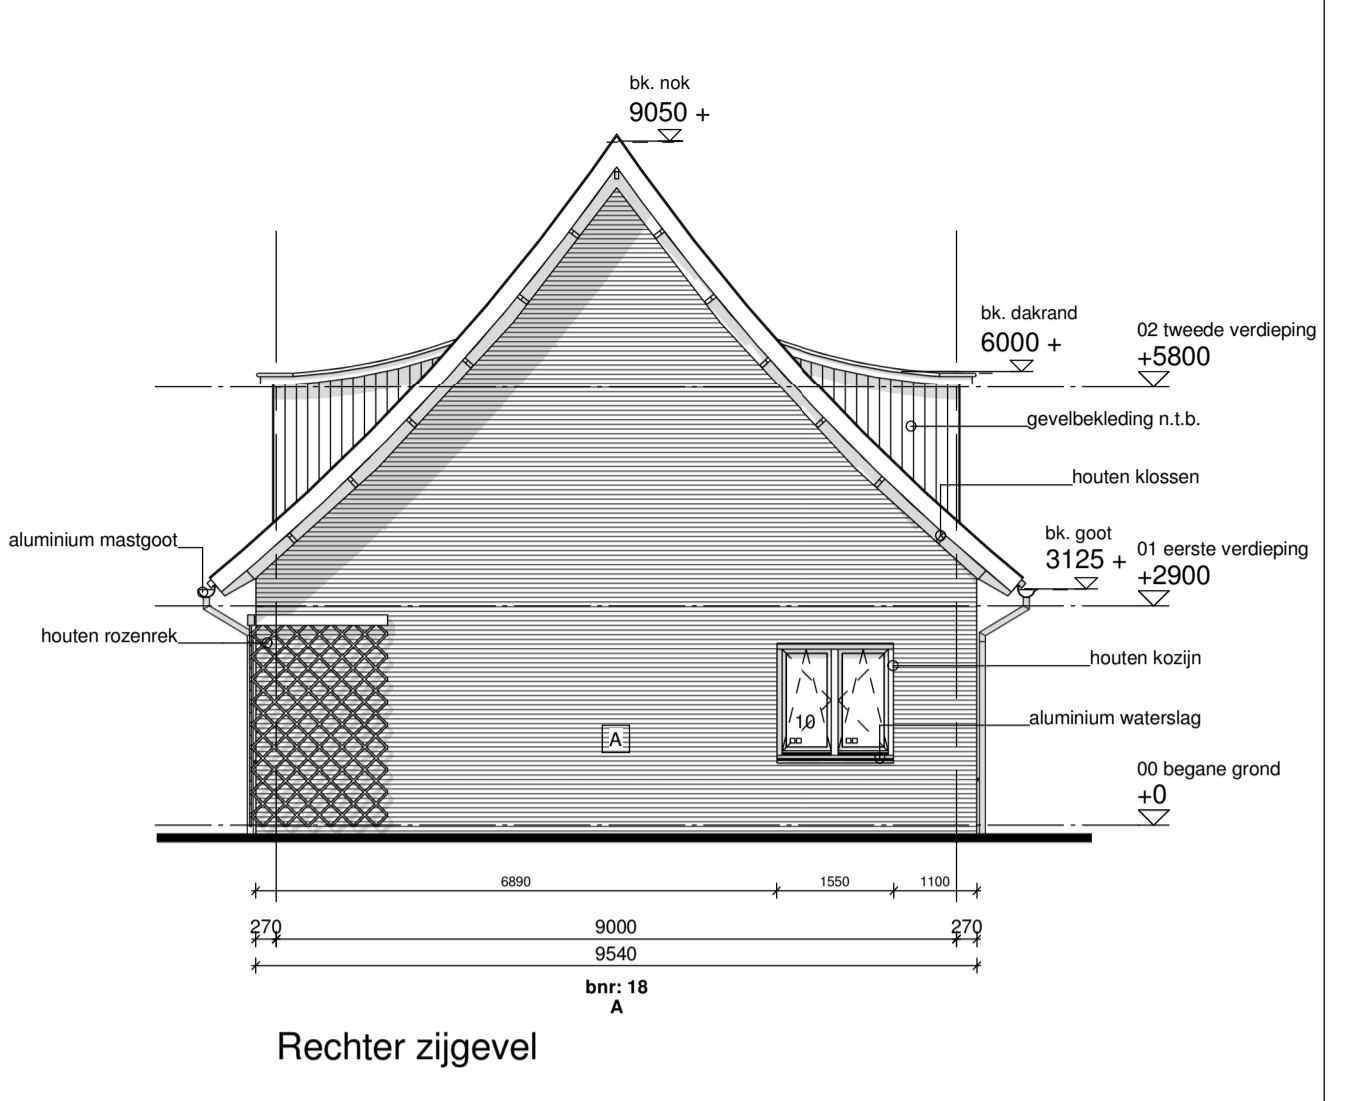 bk. nok
9050 +
bk. dakrand
6000 +
02 tweede verdieping
+5800
gevelbekleding n.t.b.
houten klossen
aluminium mastgoot
bk. goot
3125 +
01 eerste verdieping
+2900
houten rozenrek
houten kozijn
10
aluminium waterslag
A
00 begane grond
+0
6890
1550
1100
270
9000
270
9540
bnr: 18
A
Rechter zijgevel